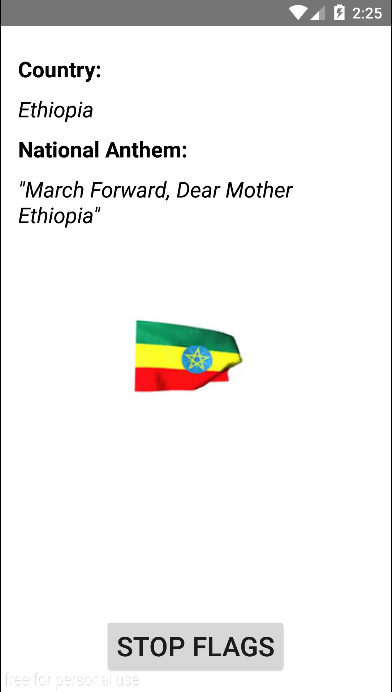 2:25
Country:
Ethiopia
National Anthem:
"March Forward, Dear Mother
Ethiopia"
STOP FLAGS
free for personal use